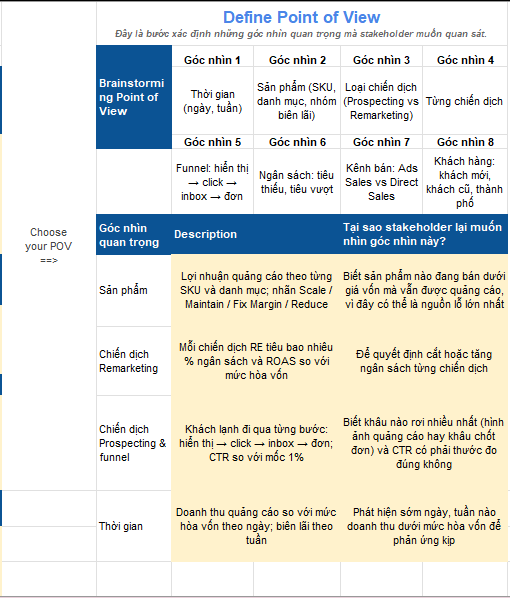 Define Point of View
Đây là bước xác định những góc nhìn quan trọng mà stakeholder muốn quan sát.
Brainstormi
ng Point of
View
Góc nhìn 1
Góc nhìn 2
Góc nhìn 3
Góc nhìn 4
Thời gian
(ngày, tuần)
Sản phẩm (SKU,
danh mục, nhóm
biên lãi)
Loại chiến dịch
(Prospecting vs
Remarketing)
Từng chiến dịch
Góc nhìn 5
Góc nhìn 6
Góc nhìn 7
Góc nhìn 8
Funnel: hiển thị
→ click →
inbox → đơn
Ngân sách: tiêu
thiếu, tiêu vượt
Kênh bán: Ads
Sales vs Direct
Sales
Khách hàng:
khách mới,
khách cũ, thành
phố
Choose
your POV
==>
Góc nhìn
quan trọng
Description
Tại sao stakeholder lại muốn
nhìn góc nhìn này?
Sản phẩm
Lợi nhuận quảng cáo theo từng
SKU và danh mục; nhãn Scale /
Maintain / Fix Margin / Reduce
Biết sản phẩm nào đang bán dưới
giá vốn mà vẫn được quảng cáo,
vì đây có thể là nguồn lỗ lớn nhất
Chiến dịch
Remarketing
Mỗi chiến dịch RE tiêu bao nhiêu
% ngân sách và ROAS so với
mức hòa vốn
Để quyết định cắt hoặc tăng
ngân sách từng chiến dịch
Chiến dịch
Prospecting &
funnel
Khách lạnh đi qua từng bước:
hiển thị → click → inbox → đơn;
CTR so với mốc 1%
Biết khâu nào rơi nhiều nhất (hình
ảnh quảng cáo hay khâu chốt
đơn) và CTR có phải thước đo
đúng không
Thời gian
Doanh thu quảng cáo so với mức
hòa vốn theo ngày; biên lãi theo
tuần
Phát hiện sớm ngày, tuần nào
doanh thu dưới mức hòa vốn để
phản ứng kịp